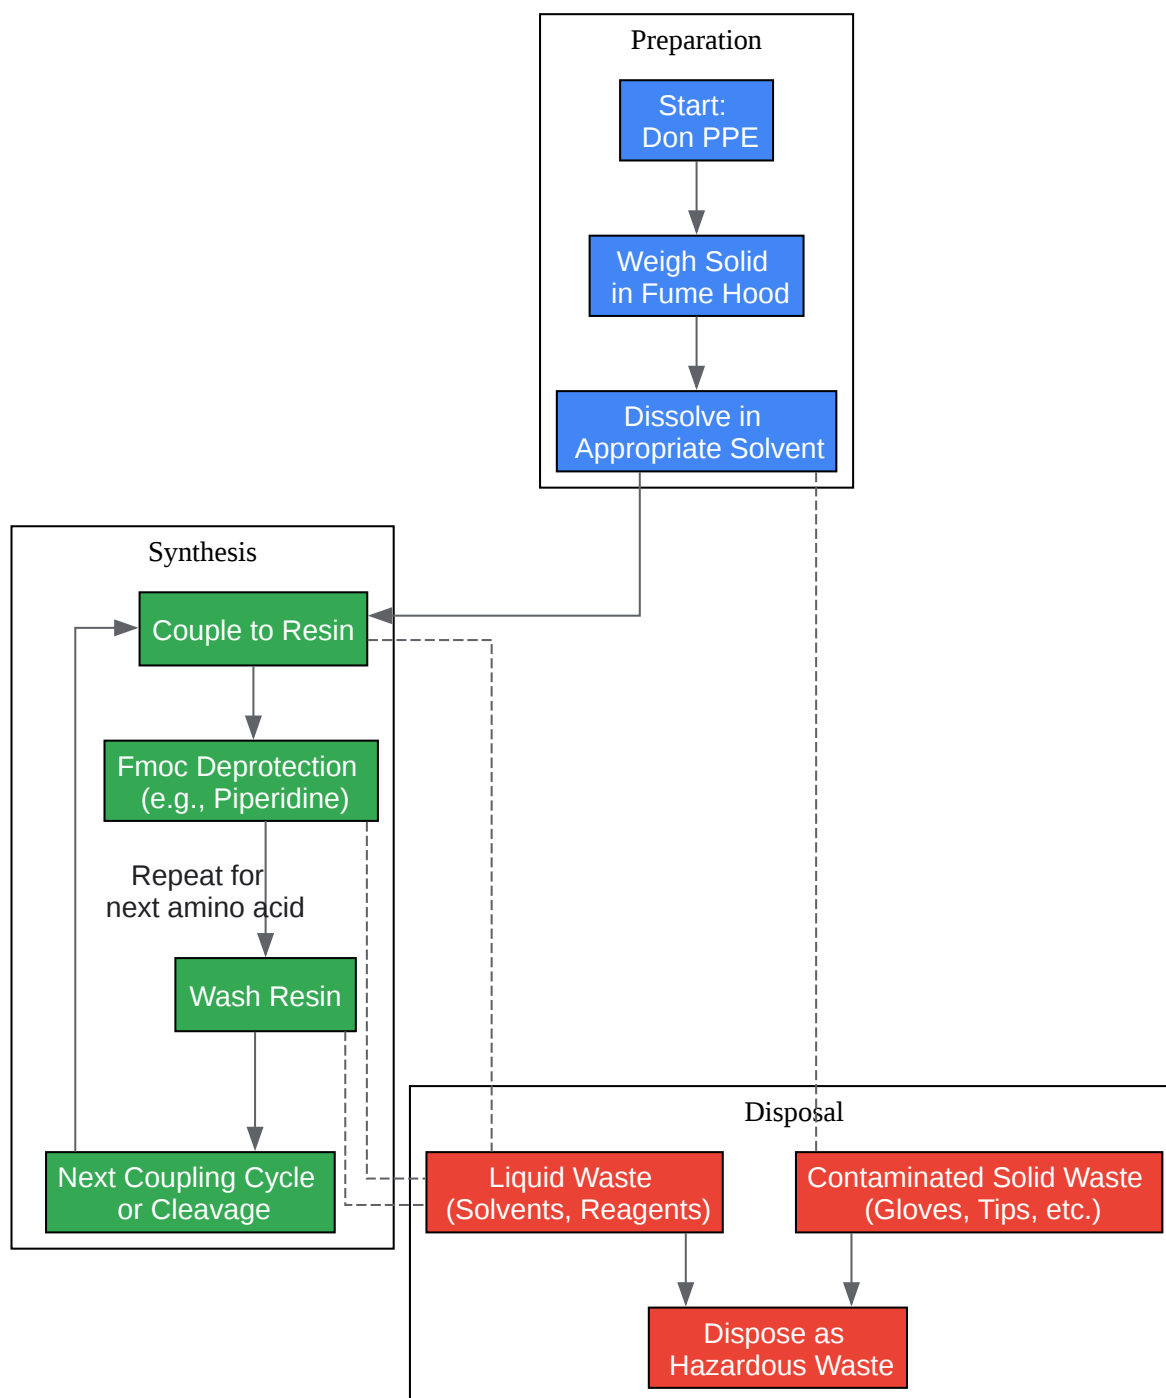 Preparation
Start:
Don PPE
Weigh Solid
in Fume Hood
Dissolve in
Appropriate Solvent
Synthesis
Couple to Resin
Fmoc Deprotection
(e.g., Piperidine)
Repeat for
next amino acid
Wash Resin
Next Coupling Cycle
or Cleavage
Disposal
Liquid Waste
(Solvents, Reagents)
Contaminated Solid Waste
(Gloves, Tips, etc.)
Dispose as
Hazardous Waste